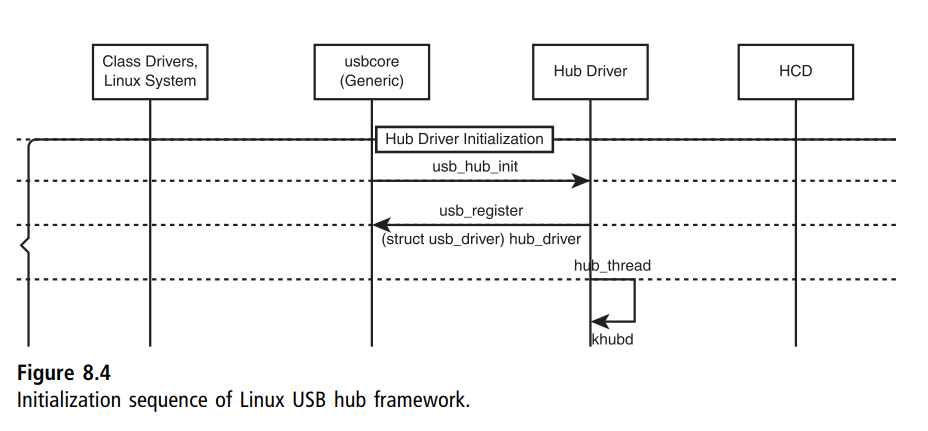 Class Drivers,
Linux System
usbcore
(Generic)
Hub Driver
HCD
Hub Driver Initialization
usb_hub_init
usb_register
(struct usb_driver) hub_driver
hub_thread
khubd
Figure 8.4
Initialization sequence of Linux USB hub framework.